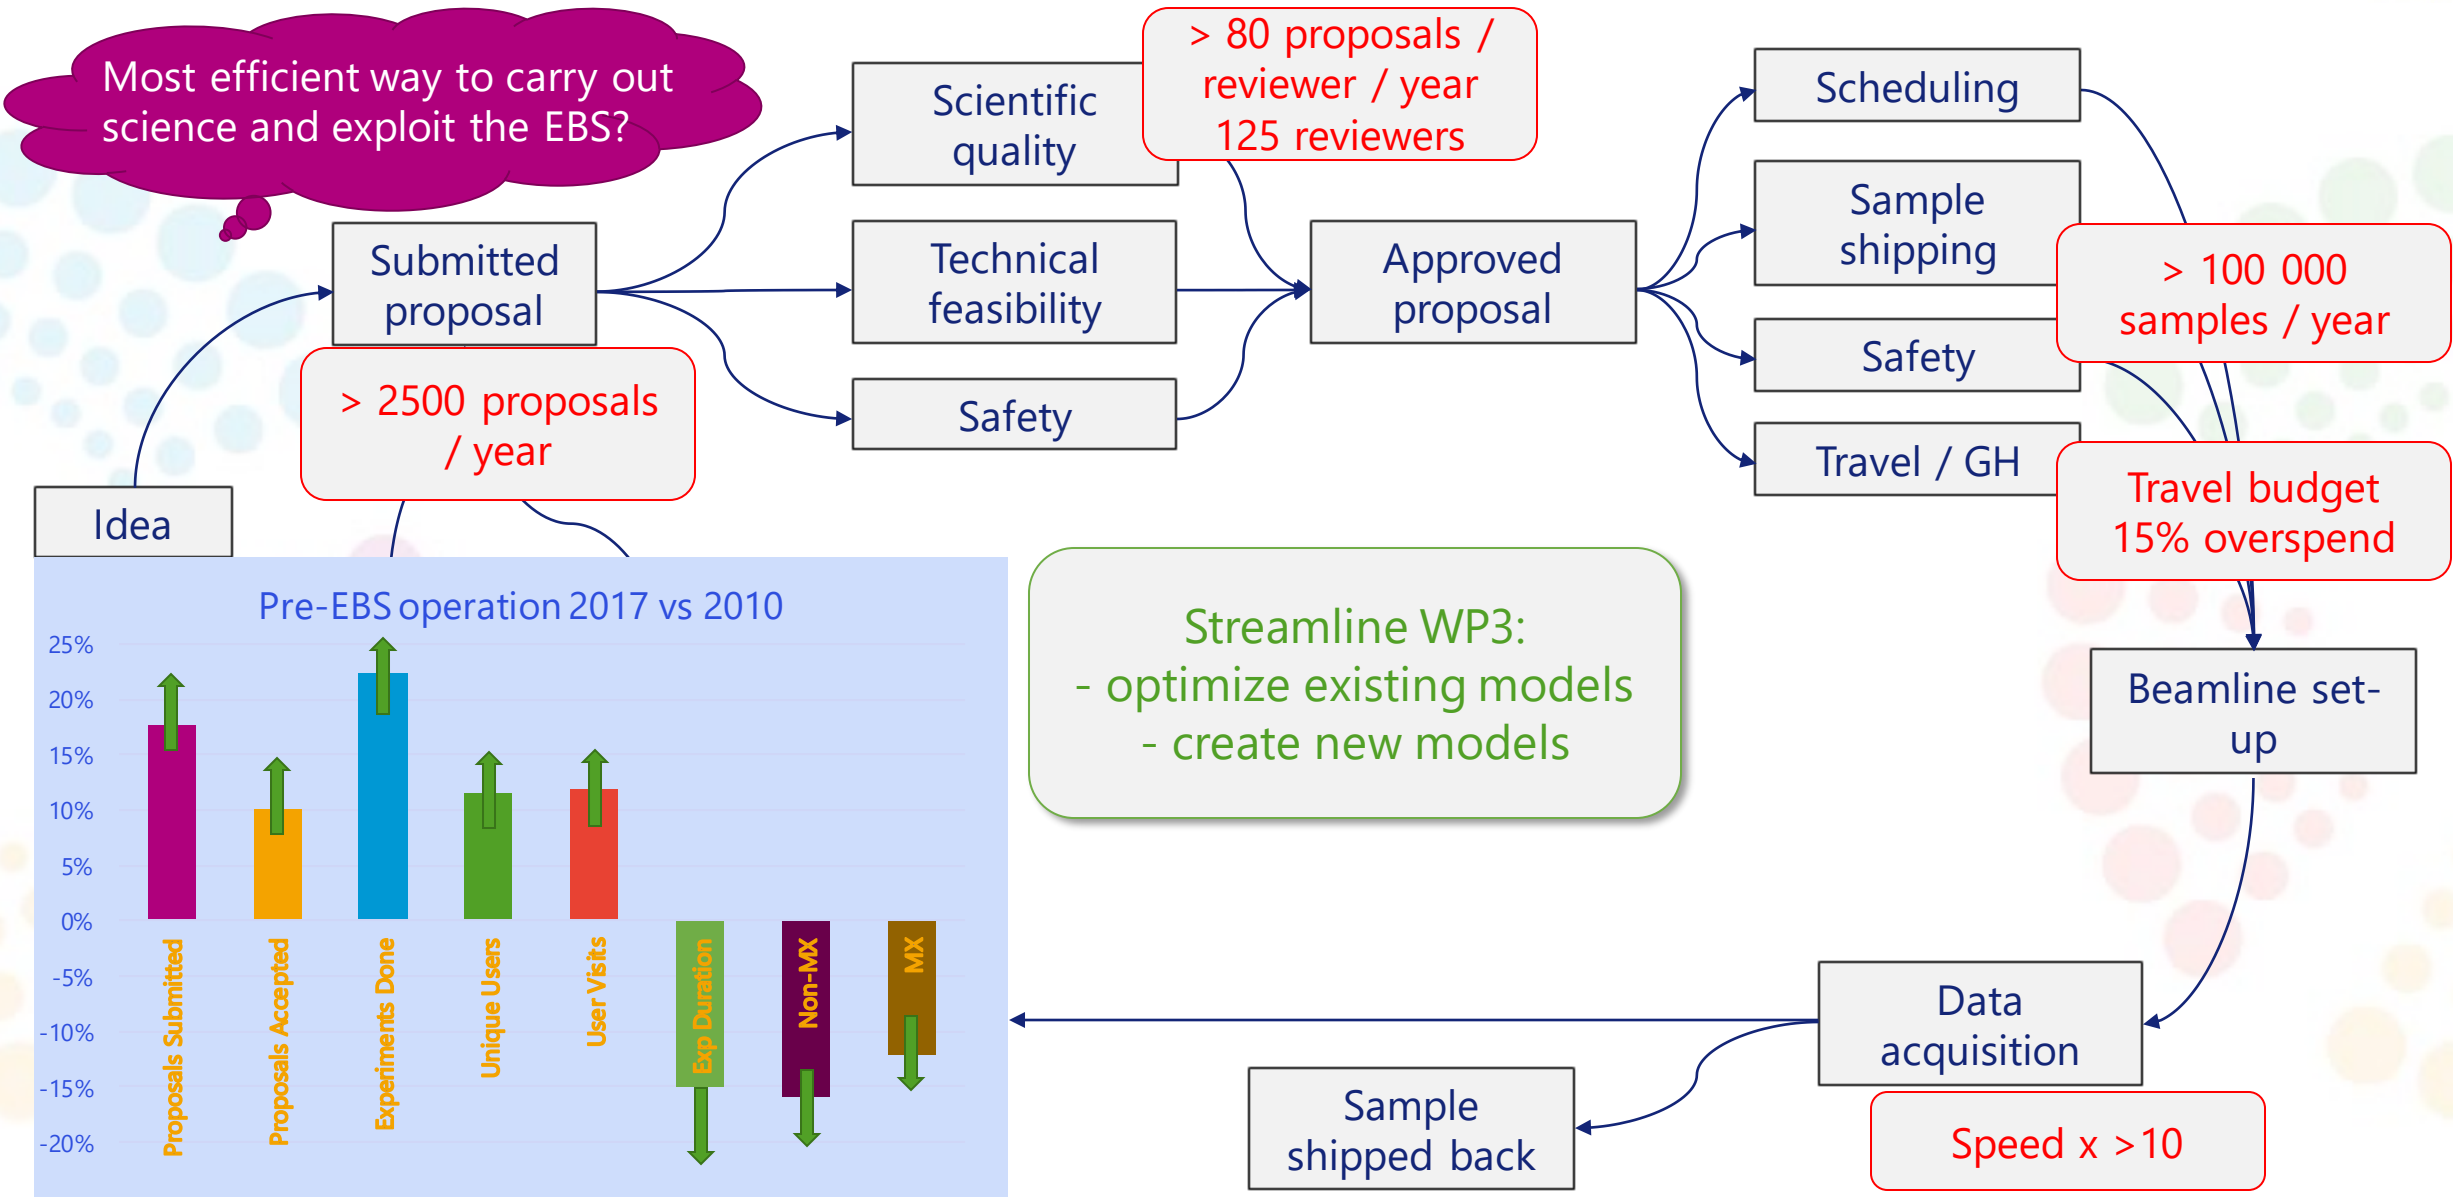 Most efficient way to carry out
science and exploit the EBS?
Submitted
proposal
> 2500 proposals
/ year
Idea
Scientific
quality
> 80 proposals /
reviewer / year
125 reviewers
Technical
feasibility
Safety
Approved
proposal
Scheduling
Sample
shipping
Safety
Travel / GH
> 100 000
samples / year
Travel budget
15% overspend
Beamline set-
up
Data
acquisition
Speed x >10
Sample
shipped back
Streamline WP3:
- optimize existing models
- create new models
Pre-EBS operation 2017 vs 2010
25%
20%
15%
10%
5%
0%
-5%
-10%
-15%
-20%
Proposals Submitted
Proposals Accepted
Experiments Done
Unique Users
User Visits
Exp Duration
Non-MX
MX